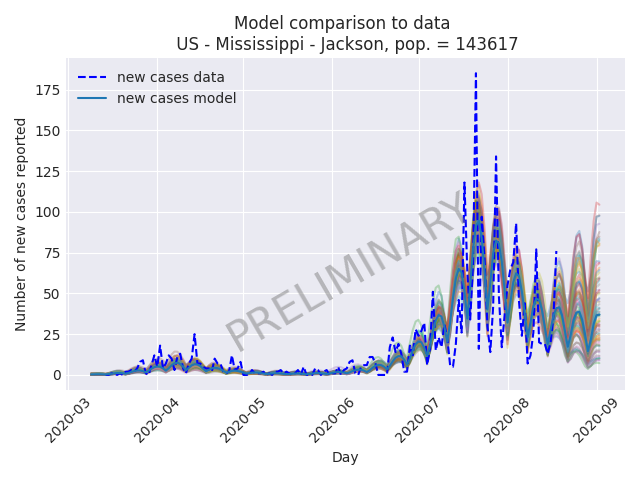 Model comparison to data
US - Mississippi - Jackson, pop. = 143617
new cases data
new cases model
PRELIMINARY
Number of new cases reported
175
150
125
100
75
50
25
0
2020-03
2020-04
2020-05
2020-06
2020-07
2020-08
2020-09
Day